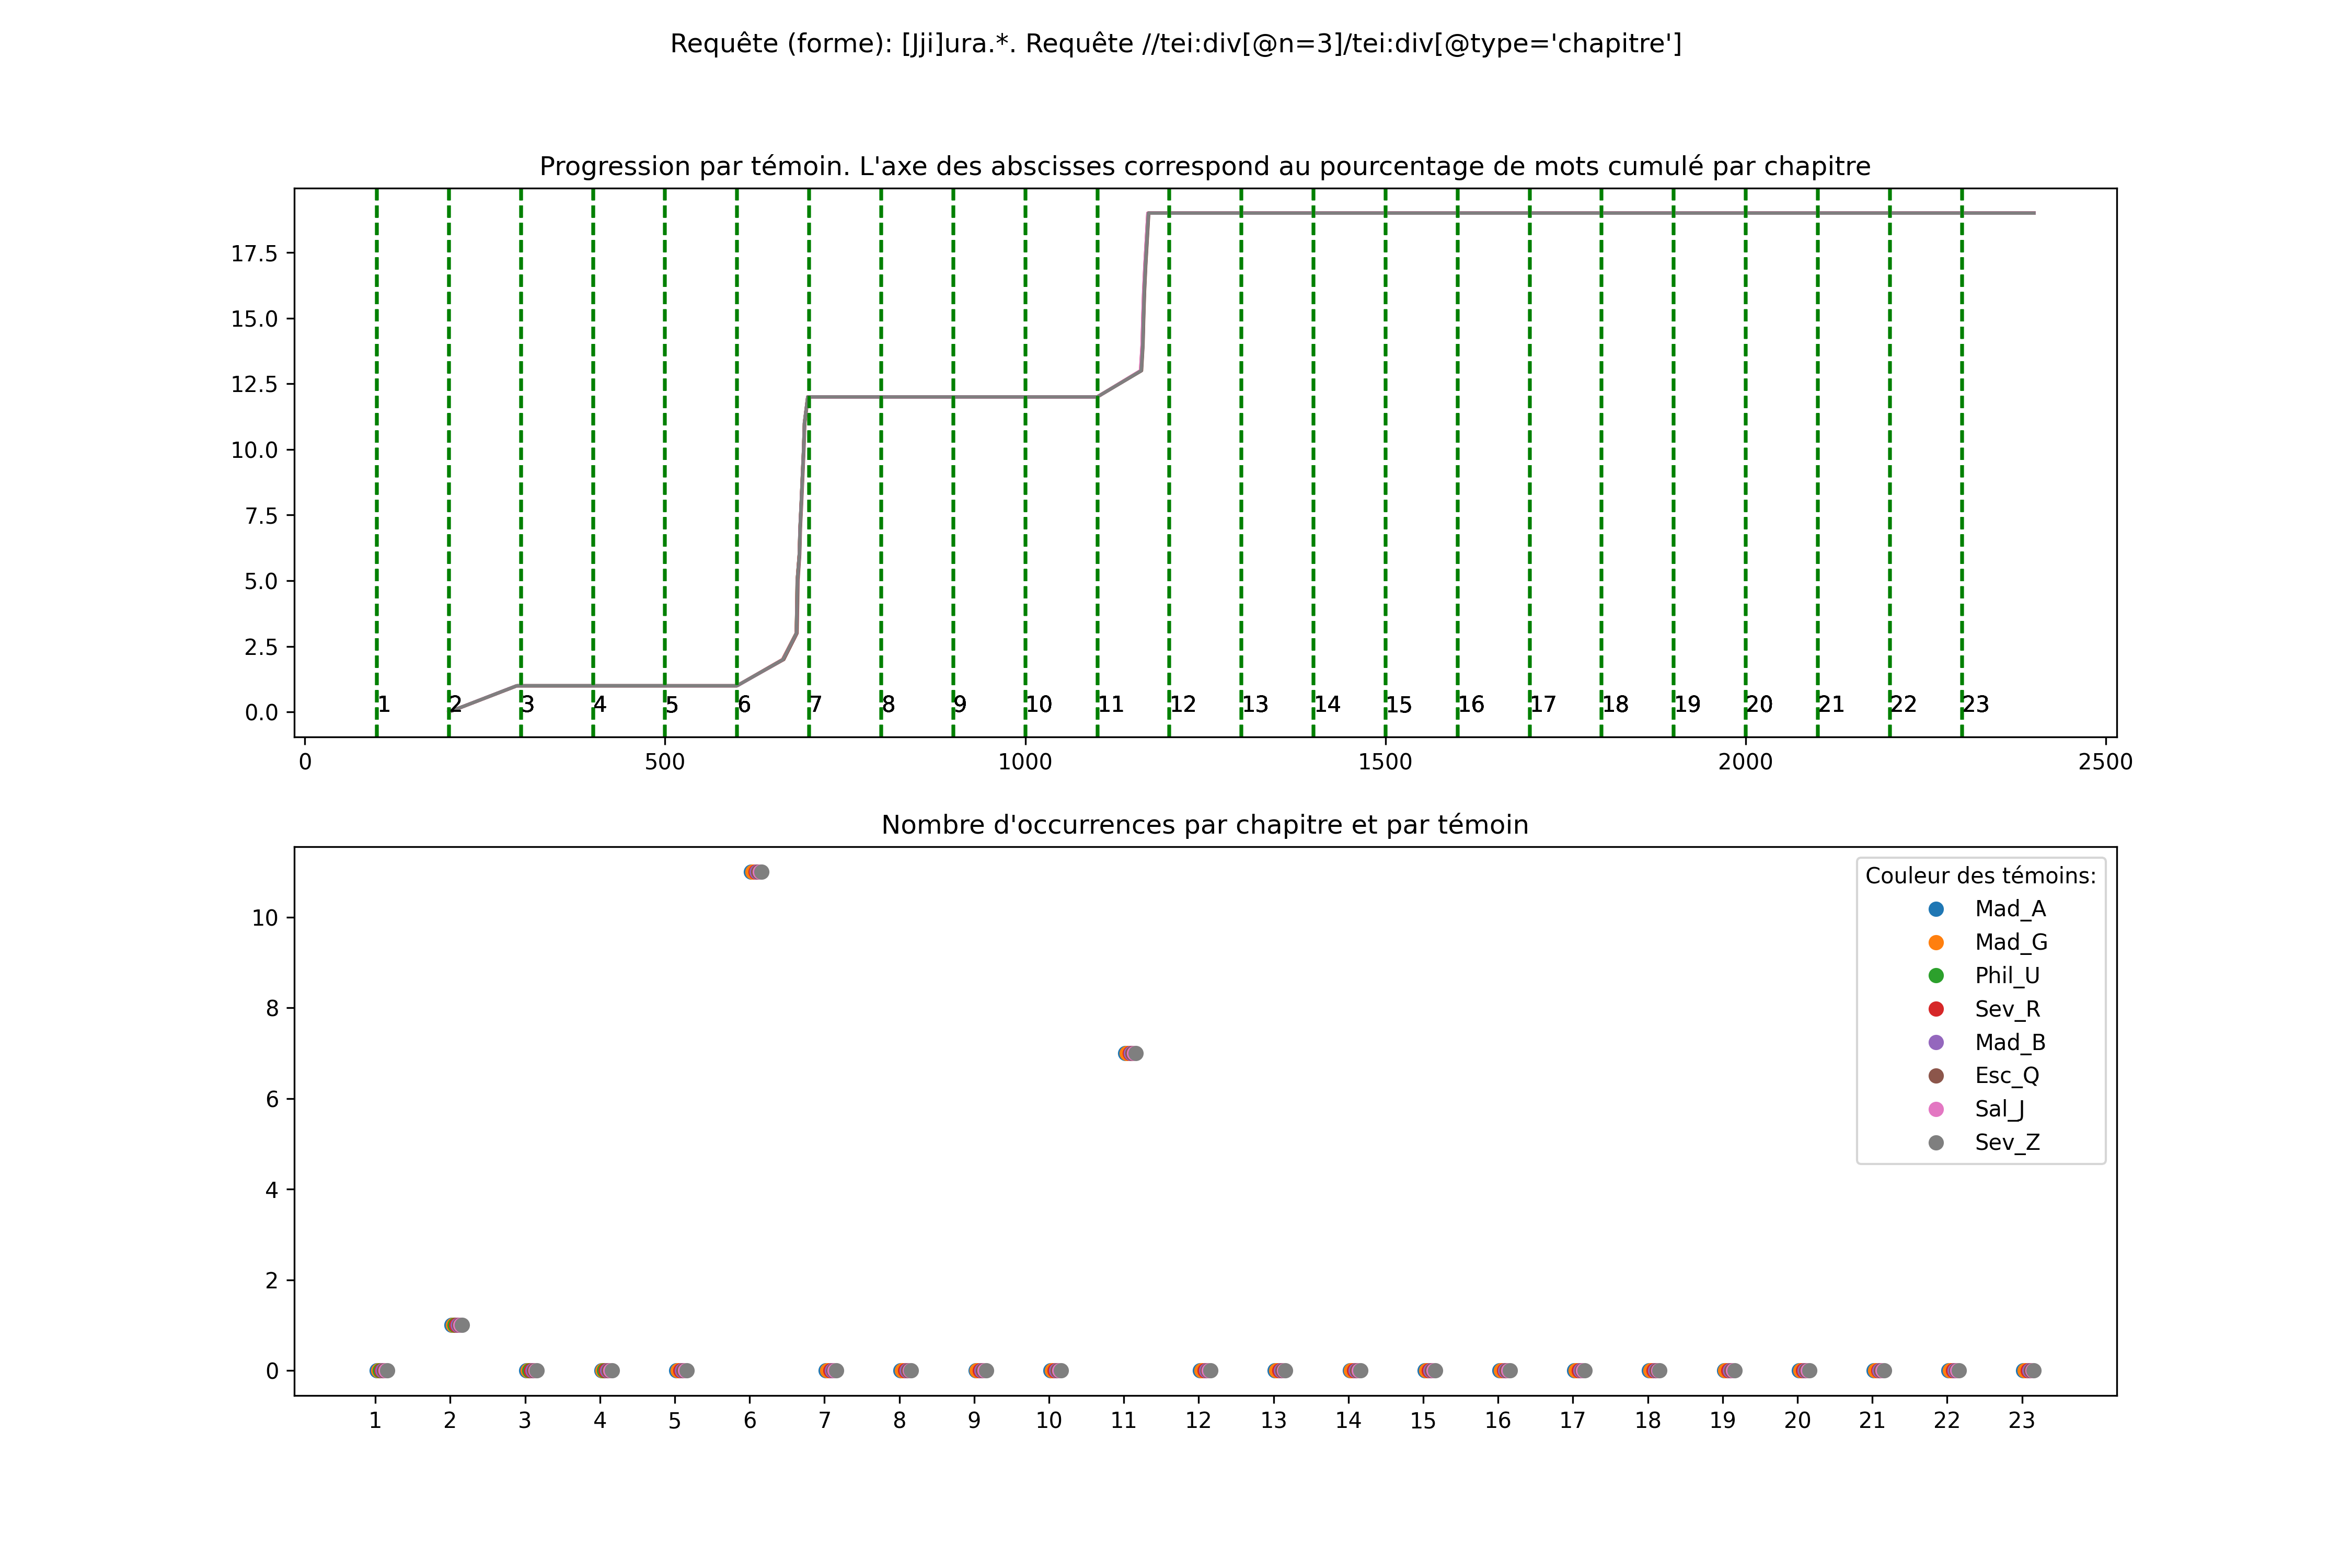 Requête (forme): [Jji]ura.*. Requête //tei:div[@n=3]/tei:div[@type='chapitre']
Progression par témoin. L'axe des abscisses correspond au pourcentage de mots cumulé par chapitre
17.5
15.0
12.5
10.0
7.5
5.0
2.5
0.0
1 2 3 4 5 6 7 8 9 10 11 12 13 14 15 16 17 18 19 20 21 22 23
0 500 1000 1500 2000 2500
Nombre d'occurrences par chapitre et par témoin
10
8
6
4
2
0
Couleur des témoins:
Mad_A
Mad_G
Phil_U
Sev_R
Mad_B
Esc_Q
Sal_J
Sev_Z
1 2 3 4 5 6 7 8 9 10 11 12 13 14 15 16 17 18 19 20 21 22 23